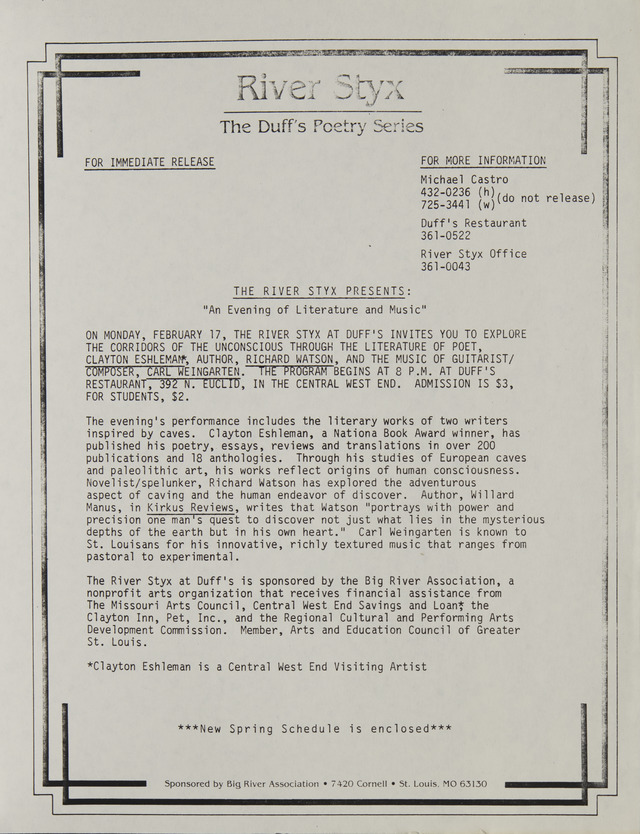 River Styx
The Duff's Poetry Series
FOR IMMEDIATE RELEASE
FOR MORE INFORMATION
Michael Castro
432-0236 (h)
725-3441 (w)
(do not release)
Duff's Restaurant
361-0522
River Styx Office
361-0043
THE RIVER STYX PRESENTS:
"An Evening of Literature and Music"
ON MONDAY, FEBRUARY 17, THE RIVER STYX AT DUFF'S INVITES YOU TO EXPLORE
THE CORRIDORS OF THE UNCONSCIOUS THROUGH THE LITERATURE OF POET,
CLAYTON ESHLEMAN*, AUTHOR, RICHARD WATSON, AND THE MUSIC OF GUITARIST/
COMPOSER, CARL WEINGARTEN. THE PROGRAM BEGINS AT 8 P.M. AT DUFF'S
RESTAURANT, 392 N. EUCLID, IN THE CENTRAL WEST END. ADMISSION IS $3,
FOR STUDENTS, $2.
The evening's performance includes the literary works of two writers
inspired by caves. Clayton Eshleman, a Nationa Book Award winner, has
published his poetry, essays, reviews and translations in over 200
publications and 18 anthologies. Through his studies of European caves
and paleolithic art, his works reflect origins of human consciousness.
Novelist/spelunker, Richard Watson has explored the adventurous
aspect of caving and the human endeavor of discover. Author, Willard
Manus, in Kirkus Reviews, writes that Watson "portrays with power and
precision one man's quest to discover not just what lies in the mysterious
depths of the earth but in his own heart." Carl Weingarten is known to
St. Louisans for his innovative, richly textured music that ranges from
pastoral to experimental.
The River Styx at Duff's is sponsored by the Big River Association, a
nonprofit arts organization that receives financial assistance from
The Missouri Arts Council, Central West End Savings and Loan, the
Clayton Inn, Pet, Inc., and the Regional Cultural and Performing Arts
Development Commission. Member, Arts and Education Council of Greater
St. Louis.
*Clayton Eshleman is a Central West End Visiting Artist
***New Spring Schedule is enclosed***
Sponsored by Big River Association • 7420 Cornell • St. Louis, MO 63130